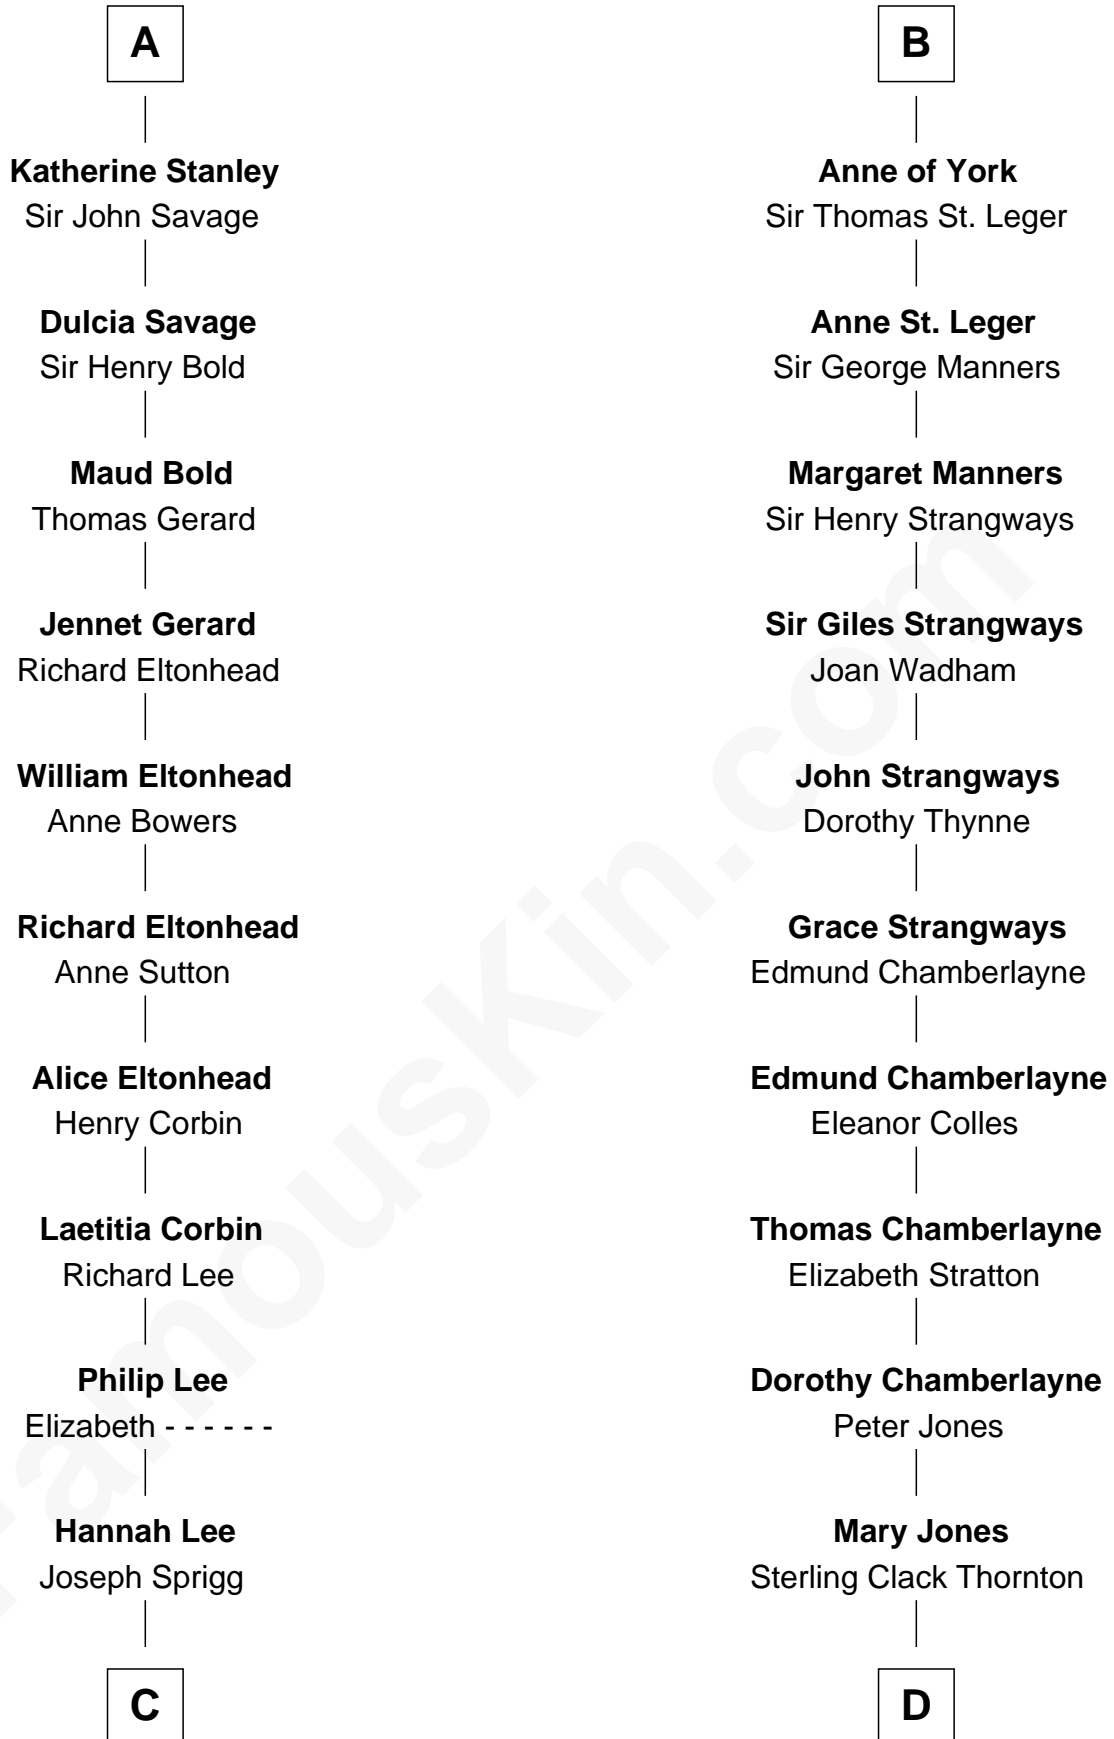 A
Katherine Stanley
Sir John Savage
Dulcia Savage
Sir Henry Bold
Maud Bold
Thomas Gerard
Jennet Gerard
Richard Eltonhead
William Eltonhead
Anne Bowers
Richard Eltonhead
Anne Sutton
Alice Eltonhead
Henry Corbin
Laetitia Corbin
Richard Lee
Philip Lee
Elizabeth - - - - - -
Hannah Lee
Joseph Sprigg
C
B
Anne of York
Sir Thomas St. Leger
Anne St. Leger
Sir George Manners
Margaret Manners
Sir Henry Strangways
Sir Giles Strangways
Joan Wadham
John Strangways
Dorothy Thynne
Grace Strangways
Edmund Chamberlayne
Edmund Chamberlayne
Eleanor Colles
Thomas Chamberlayne
Elizabeth Stratton
Dorothy Chamberlayne
Peter Jones
Mary Jones
Sterling Clack Thornton
D
FamousKin.com